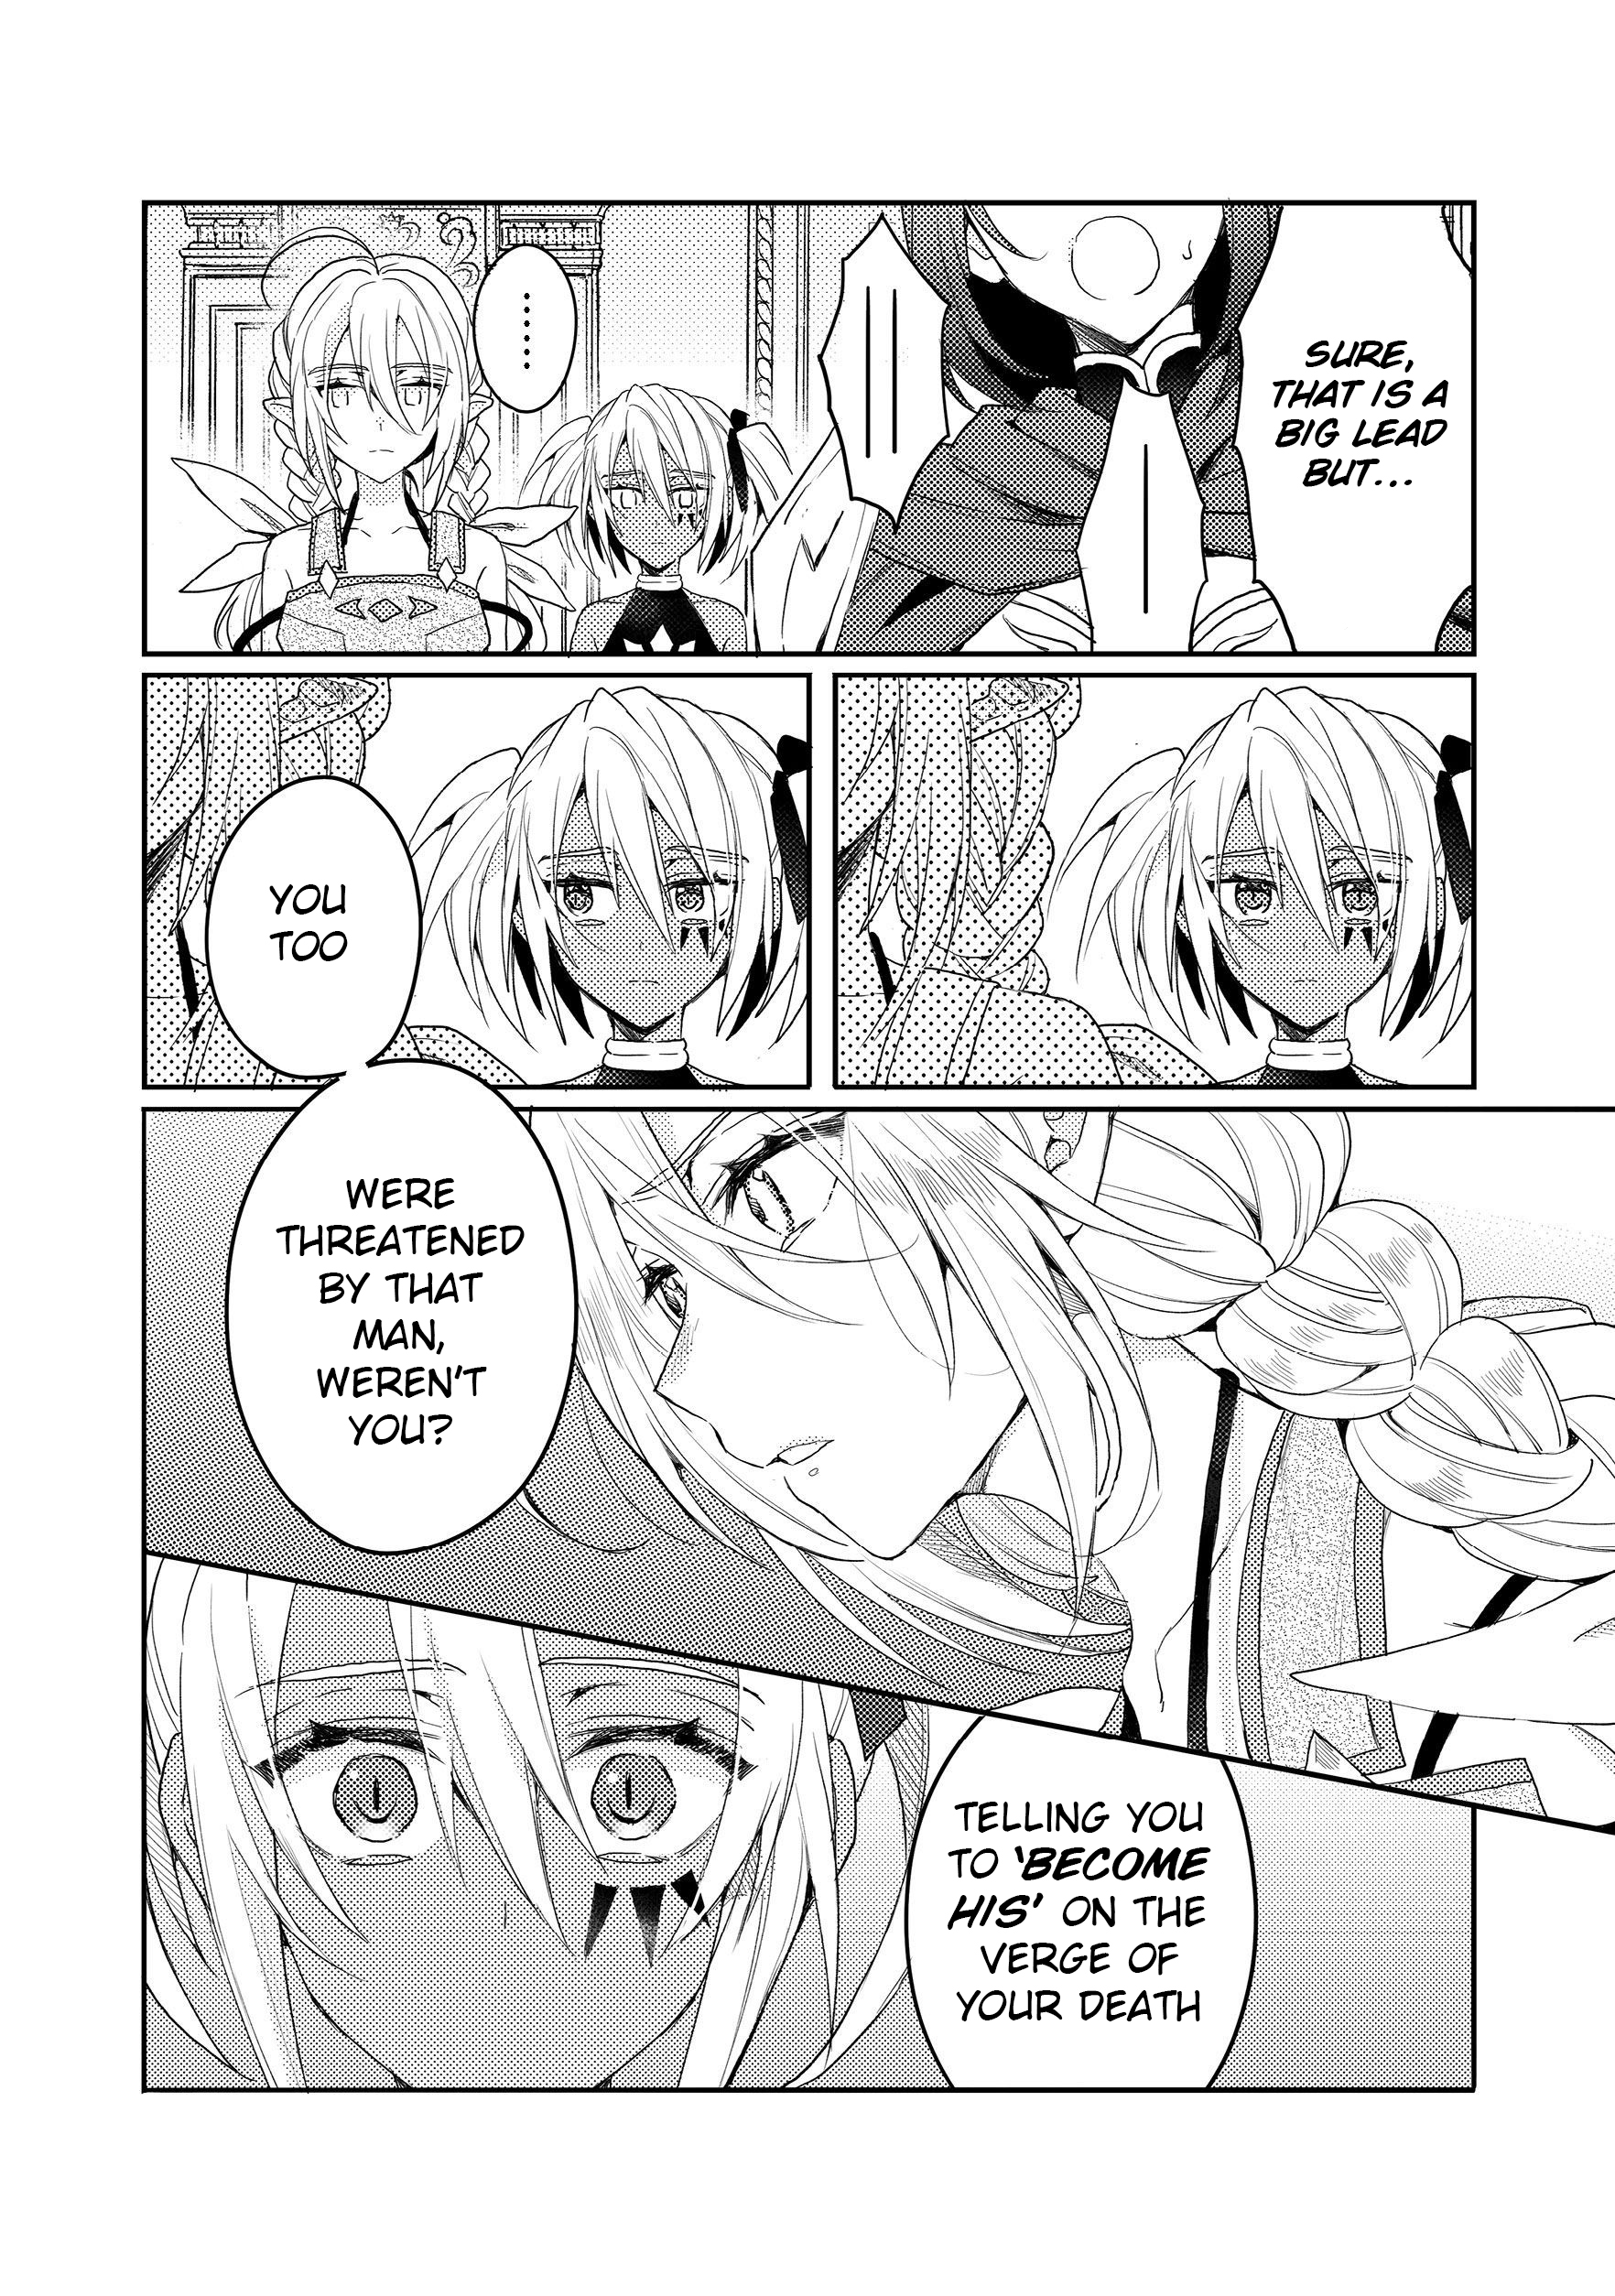 SURE,
THAT IS A
BIG LEAD
BUT...
......
YOU
TOO
WERE
THREATENED
BY THAT
MAN,
WEREN'T
YOU?
TELLING YOU
TO 'BECOME
HIS' ON THE
VERGE OF
YOUR DEATH